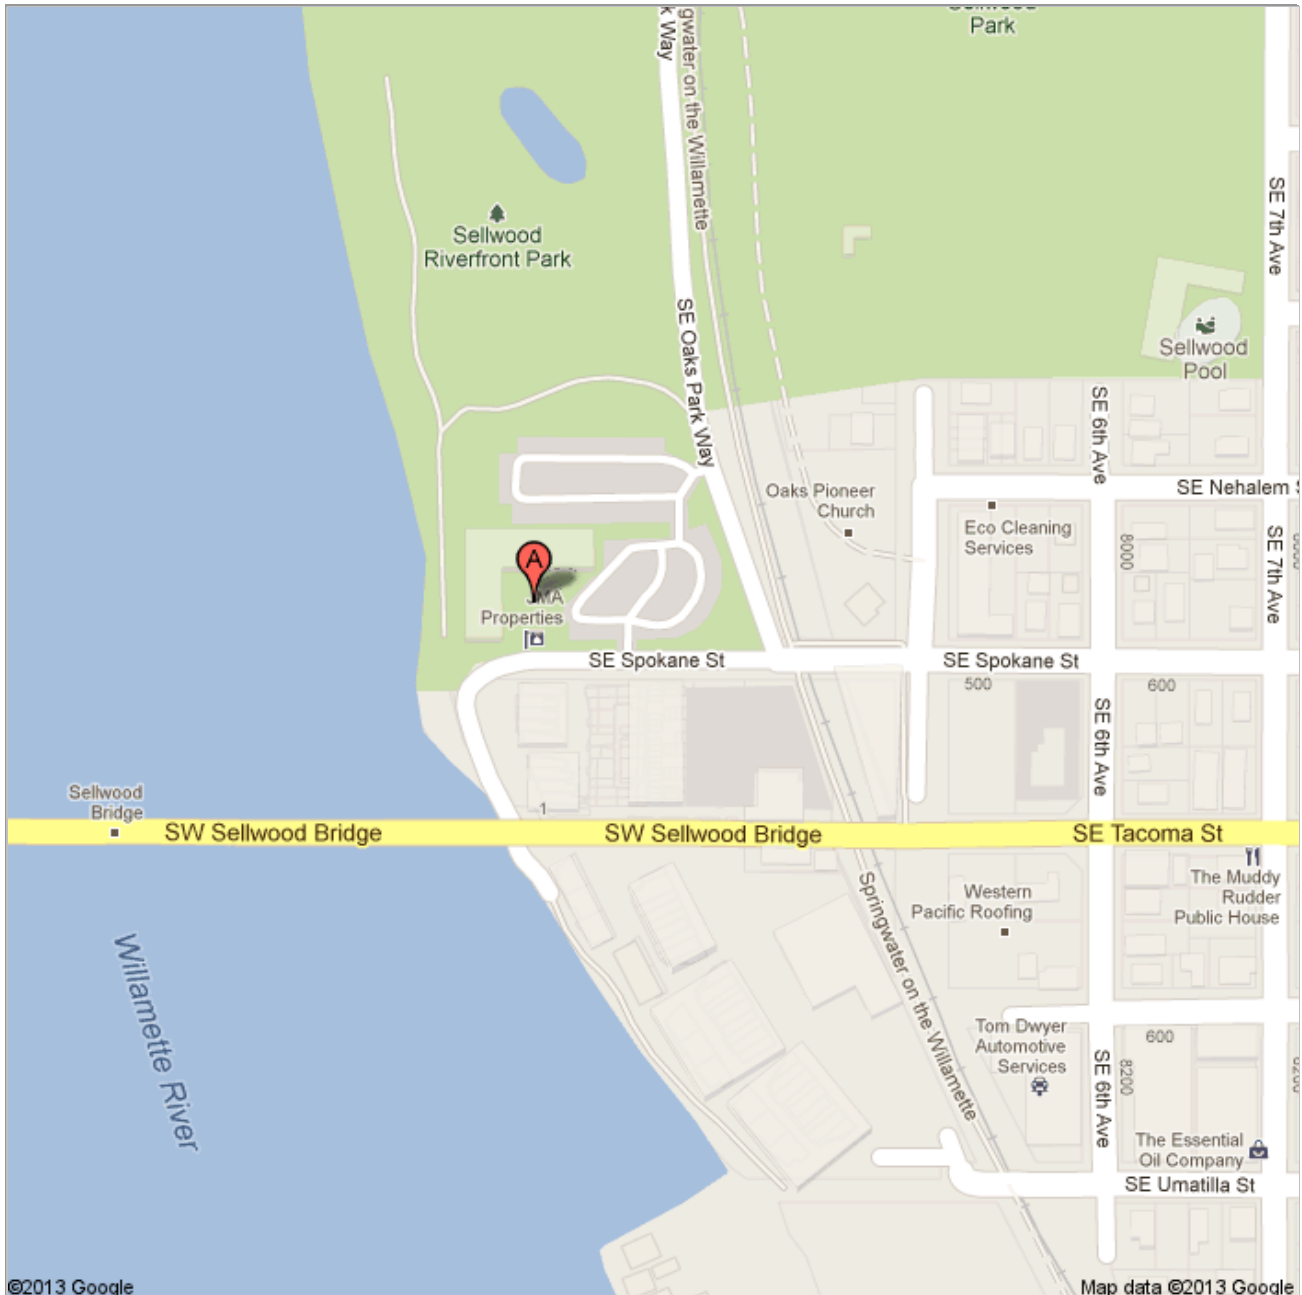 Sellwood
Park
k Way
gwater on the Willamette
SE 7th Ave
Sellwood
Riverfront Park
SE Oaks Park Way
Sellwood
Pool
SE 6th Ave
SE Nehalem
Oaks Pioneer
Church
Eco Cleaning
Services
8000
SE 7th Ave
A
JMA
Properties
SE Spokane St
SE Spokane St
500
600
SE 6th Ave
Sellwood
Bridge
1
SW Sellwood Bridge
SW Sellwood Bridge
SE Tacoma St
The Muddy
Rudder
Public House
Western
Pacific Roofing
Springwater on the Willamette
Willamette River
Tom Dwyer
Automotive
Services
600
SE 6th Ave
8200
The Essential
Oil Company
SE Umatilla St
©2013 Google
Map data ©2013 Google